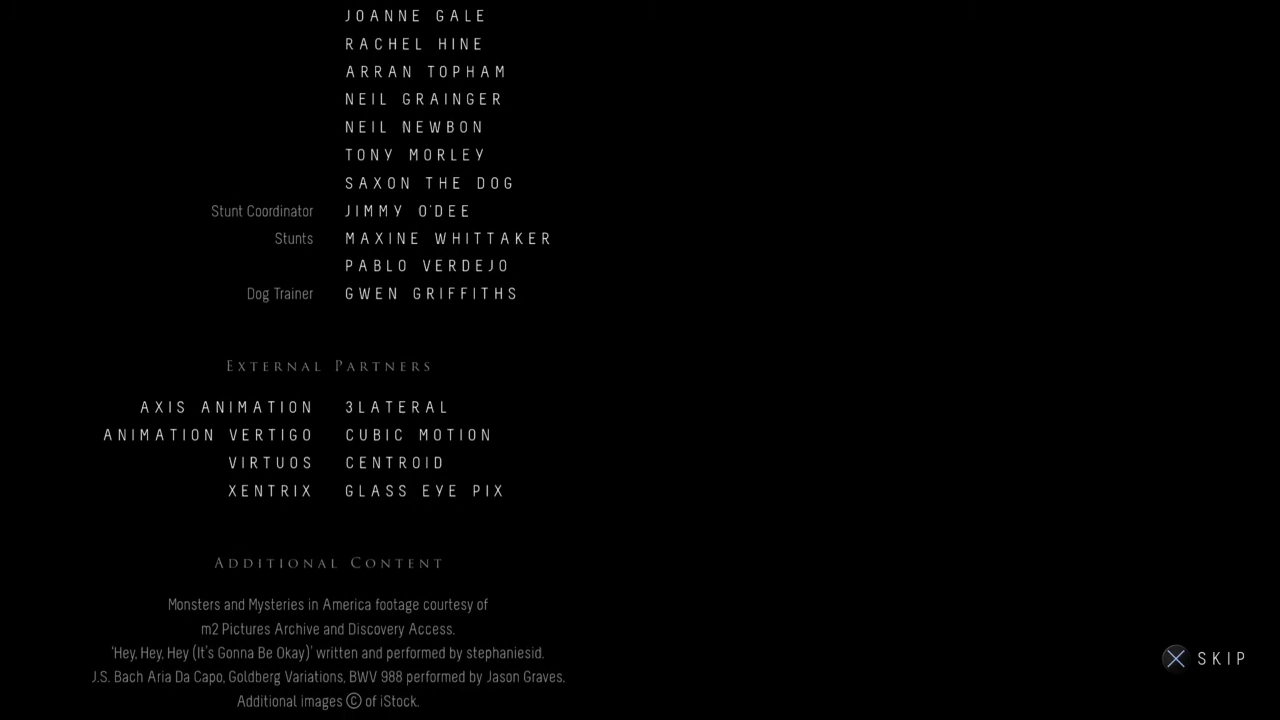 JOANNE GALE
RACHEL HINE
ARRAN TOPHAM
NEIL GRAINGER
NEIL NEWBON
TONY MORLEY
SAXON THE DOG
Stunt Coordinator JIMMY O'DEE
Stunts MAXINE WHITTAKER
PABLO VERDEJO
Dog Trainer GWEN GRIFFITHS
EXTERNAL PARTNERS
AXIS ANIMATION 3LATERAL
ANIMATION VERTIGO CUBIC MOTION
VIRTUOS CENTROID
XENTRIX GLASS EYE PIX
ADDITIONAL CONTENT
Monsters and Mysteries in America footage courtesy of
m2 Pictures Archive and Discovery Access.
'Hey, Hey, Hey (It's Gonna Be Okay)' written and performed by stephaniesid.
J.S. Bach Aria Da Capo, Goldberg Variations, BWV 988 performed by Jason Graves.
Additional images © of iStock.
SKIP